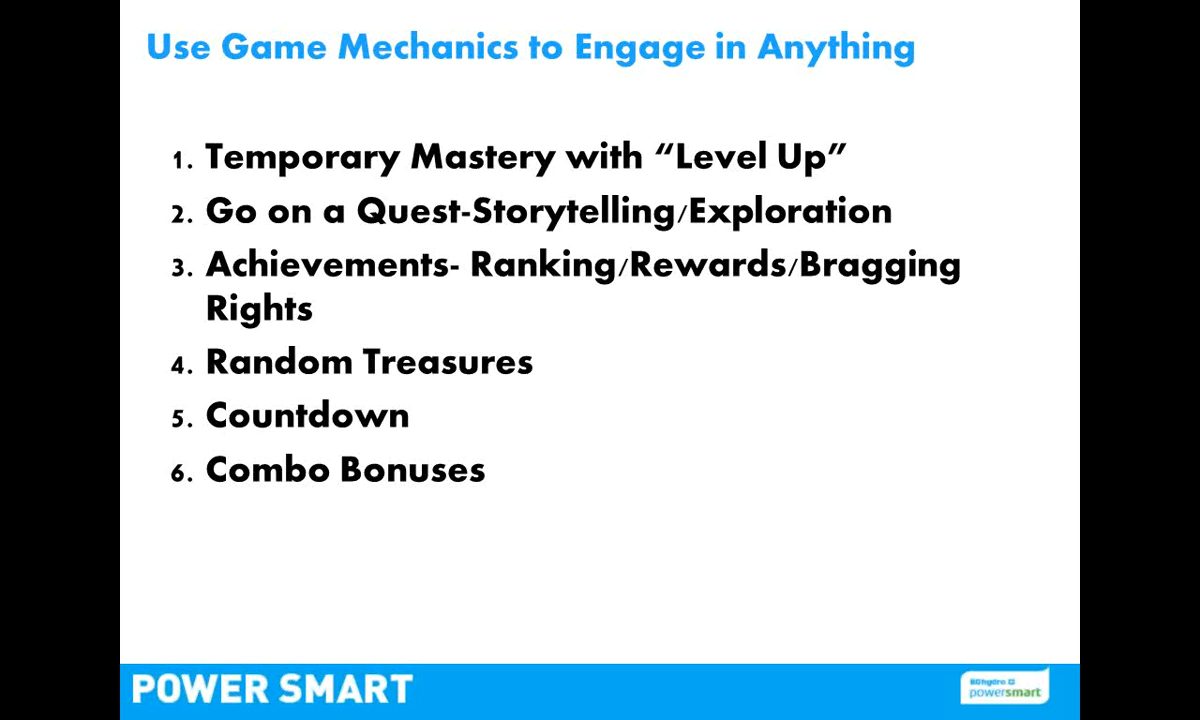 Use Game Mechanics to Engage in Anything
1. Temporary Mastery with “Level Up”
2. Go on a Quest-Storytelling/Exploration
3. Achievements- Ranking/Rewards/Bragging
Rights
4. Random Treasures
5. Countdown
6. Combo Bonuses
POWER SMART
BChydro
powersmart